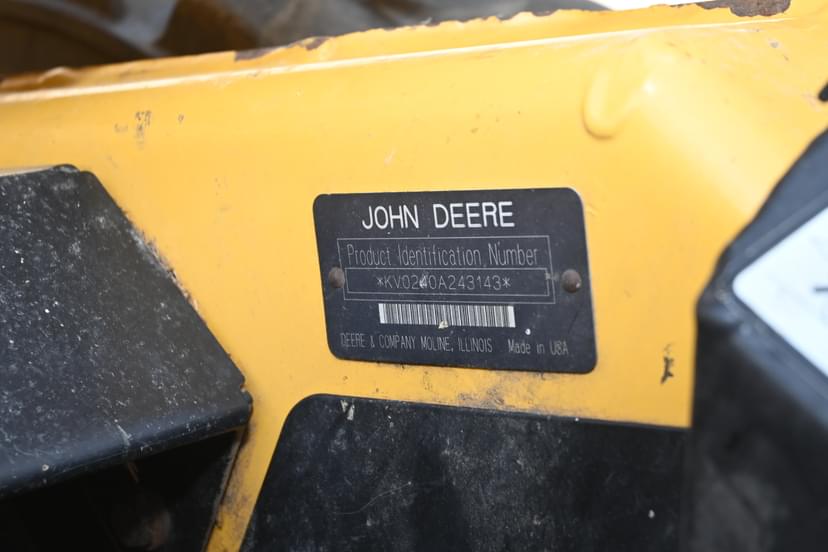 JOHN DEERE
Product Identification Number
*KV0240A243143*
DEERE & COMPANY MOLINE, ILLINOIS Made in USA